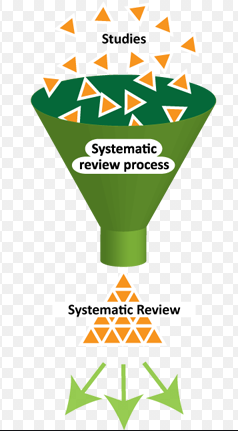 Studies
Systematic
review process
Systematic Review